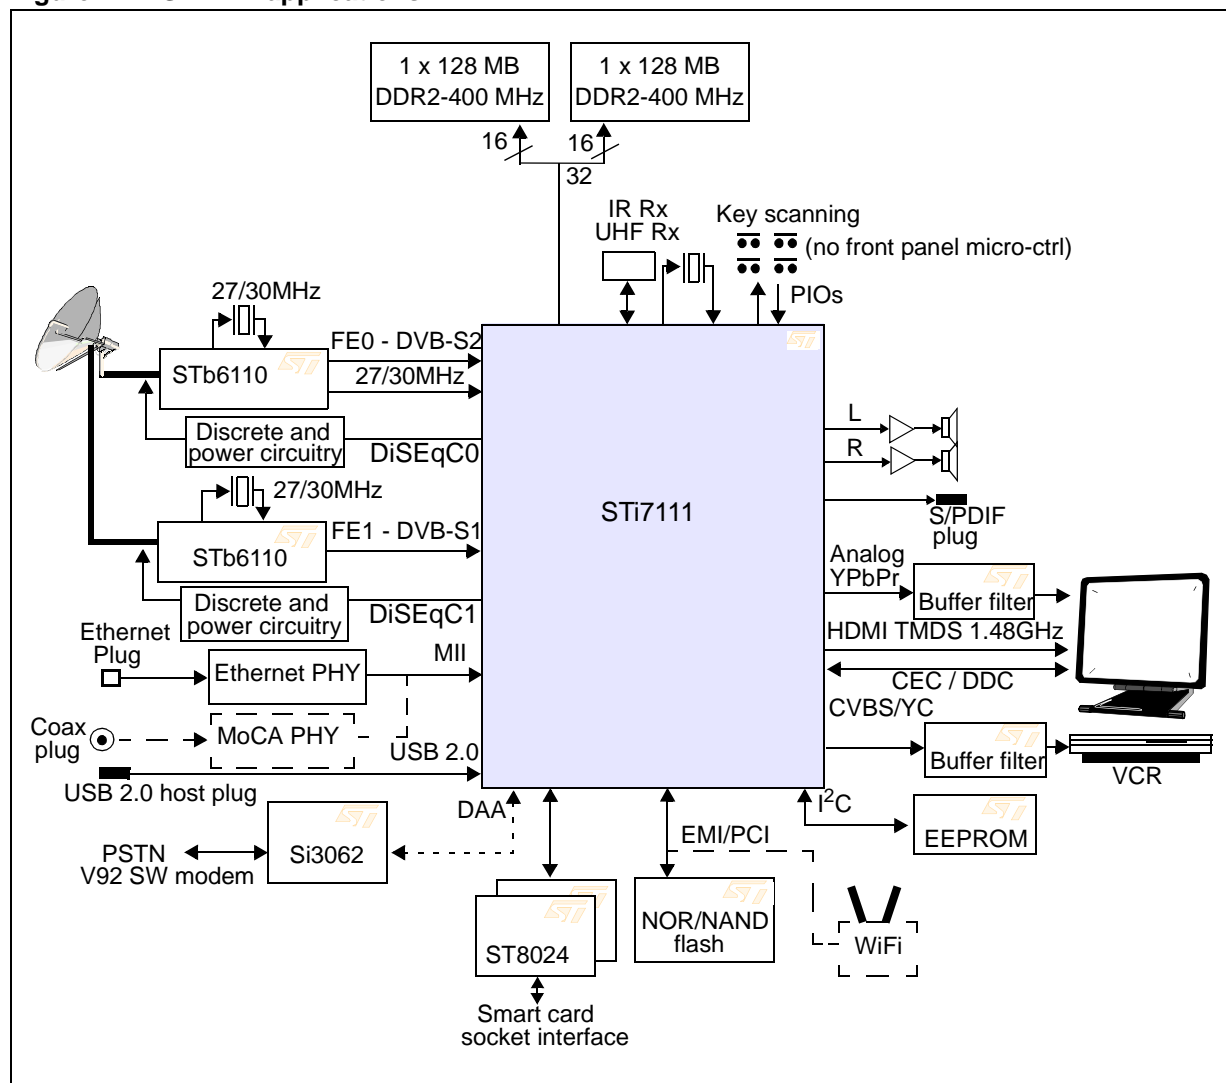 1 x 128 MB
DDR2-400 MHz
1 x 128 MB
DDR2-400 MHz
16
16
32
IR Rx
UHF Rx
Key scanning
(no front panel micro-ctrl)
PIOs
27/30MHz
STb6110
FE0 - DVB-S2
27/30MHz
Discrete and
power circuitry
DiSEqC0
27/30MHz
STb6110
FE1 - DVB-S1
Discrete and
power circuitry
DiSEqC1
STi7111
L
R
S/PDIF
plug
Analog
YPbPr
Buffer filter
HDMI TMDS 1.48GHz
CEC / DDC
CVBS/YC
Buffer filter
VCR
Ethernet
Plug
Ethernet PHY
MII
Coax
plug
MoCA PHY
USB 2.0
USB 2.0 host plug
DAA
PSTN
V92 SW modem
Si3062
I2C
EEPROM
EMI/PCI
NOR/NAND
flash
WiFi
ST8024
Smart card
socket interface